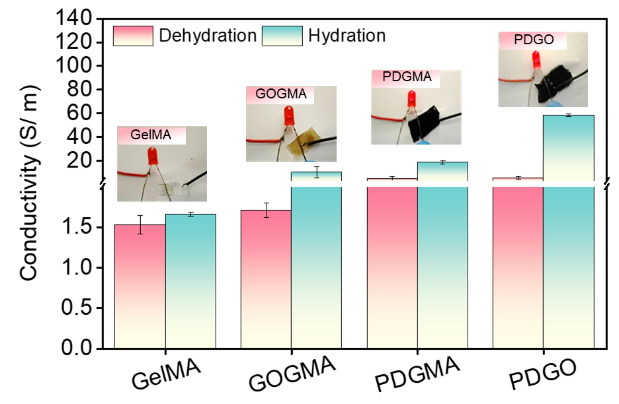 140
120
100
80
60
40
20
1.5
1.0
0.5
0.0
Conductivity (S/ m)
Dehydration
Hydration
GelMA
GOGMA
PDGMA
PDGO
GelMA
GOGMA
PDGMA
PDGO